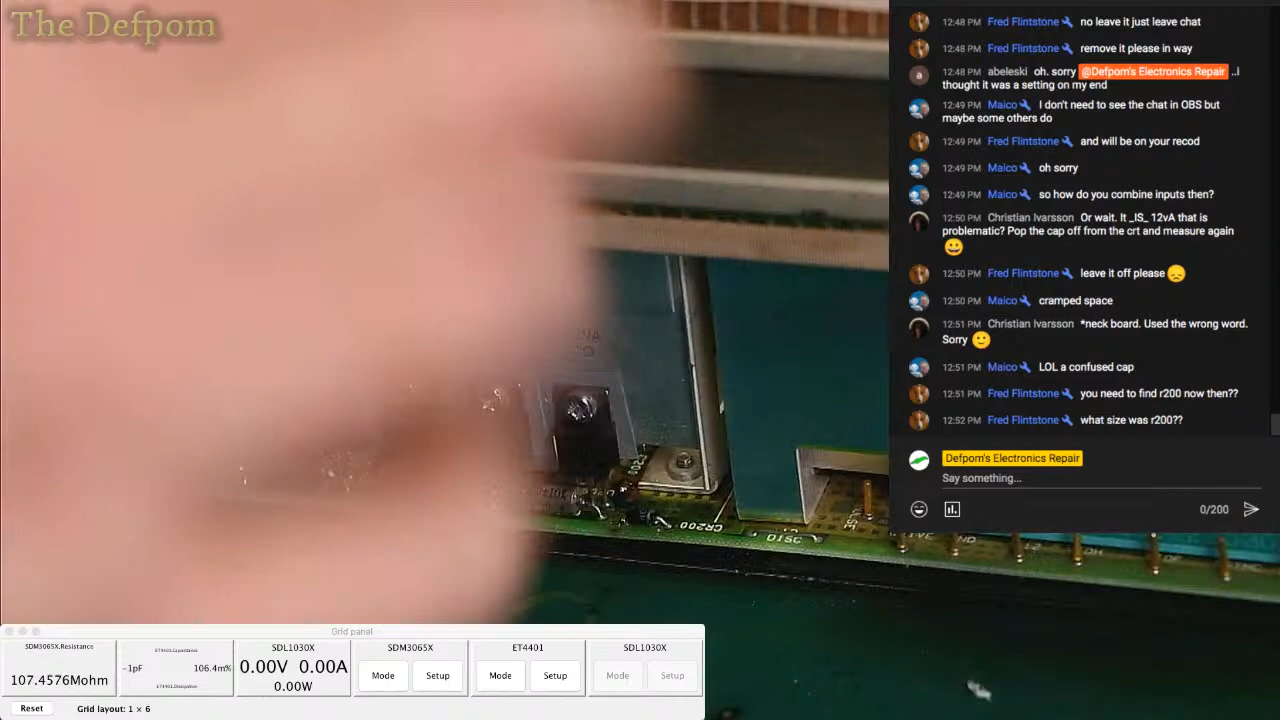 The Defpom
12:48 PM Fred Flintstone no leave it just leave chat
12:48 PM Fred Flintstone remove it please in way
12:48 PM abeleski oh. sorry @Defpom's Electronics Repair ..I
thought it was a setting on my end
12:49 PM Maico I don't need to see the chat in OBS but
maybe some others do
12:49 PM Fred Flintstone and will be on your recod
12:49 PM Maico oh sorry
12:49 PM Maico so how do you combine inputs then?
12:50 PM Christian Ivarsson Or wait. It _IS_ 12vA that is
problematic? Pop the cap off from the crt and measure again
😀
12:50 PM Fred Flintstone leave it off please 😞
12:50 PM Maico cramped space
12:51 PM Christian Ivarsson *neck board. Used the wrong word.
Sorry 🙂
12:51 PM Maico LOL a confused cap
12:51 PM Fred Flintstone you need to find r200 now then??
12:52 PM Fred Flintstone what size was r200??
Defpom's Electronics Repair
Say something...
0/200
CR200
DISC
Grid panel
SDM3065X.Resistance
107.4576Mohm
ET4401.Capacitance
-1pF 106.4m%
ET4401.Dissipation
SDL1030X
0.00V 0.00A
0.00W
SDM3065X
Mode Setup
ET4401
Mode Setup
SDL1030X
Mode Setup
Reset Grid layout: 1 × 6